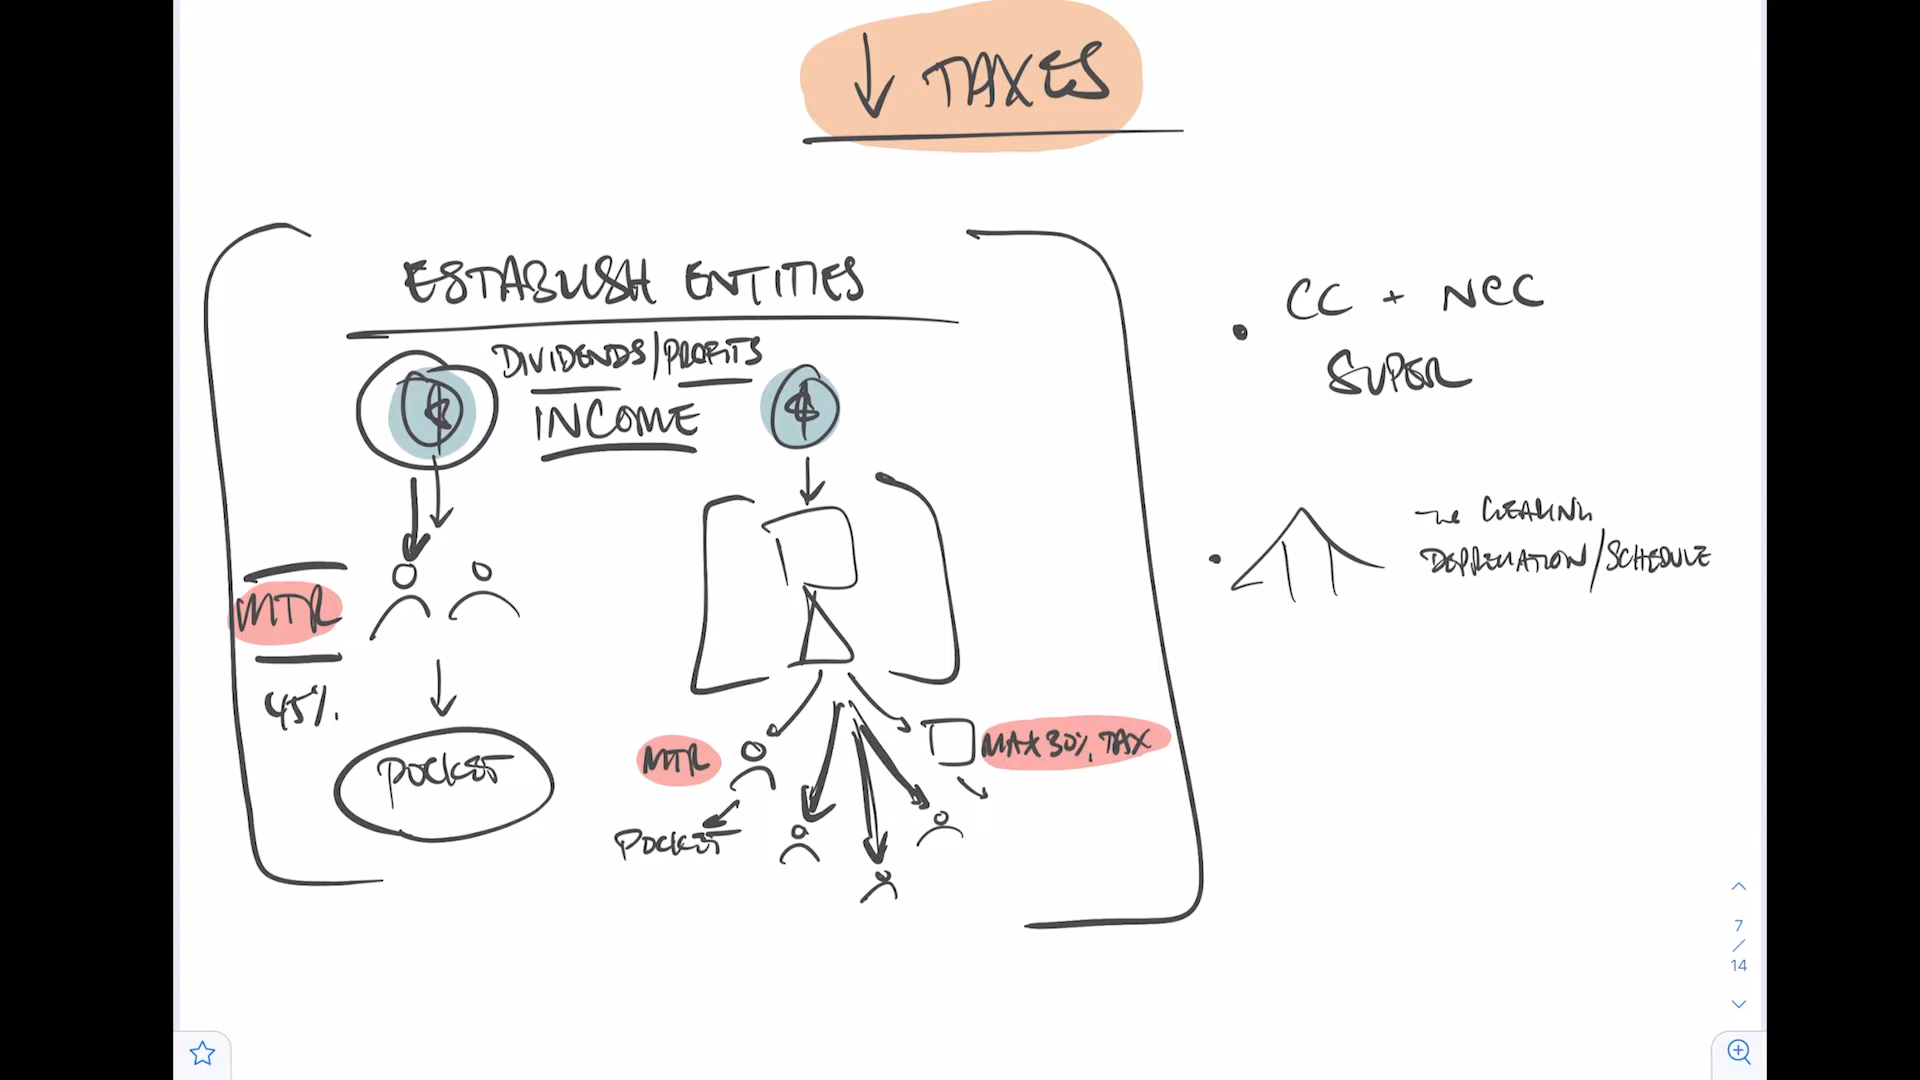 ↓ TAXES
ESTABLISH ENTITIES
DIVIDENDS/PROFITS
$ INCOME $
MTR
45%.
POCKET
MTR
MAX 30% TAX
POCKET
• CC + NCC
SUPER
DEPRECIATION/SCHEDULE
7
/
14